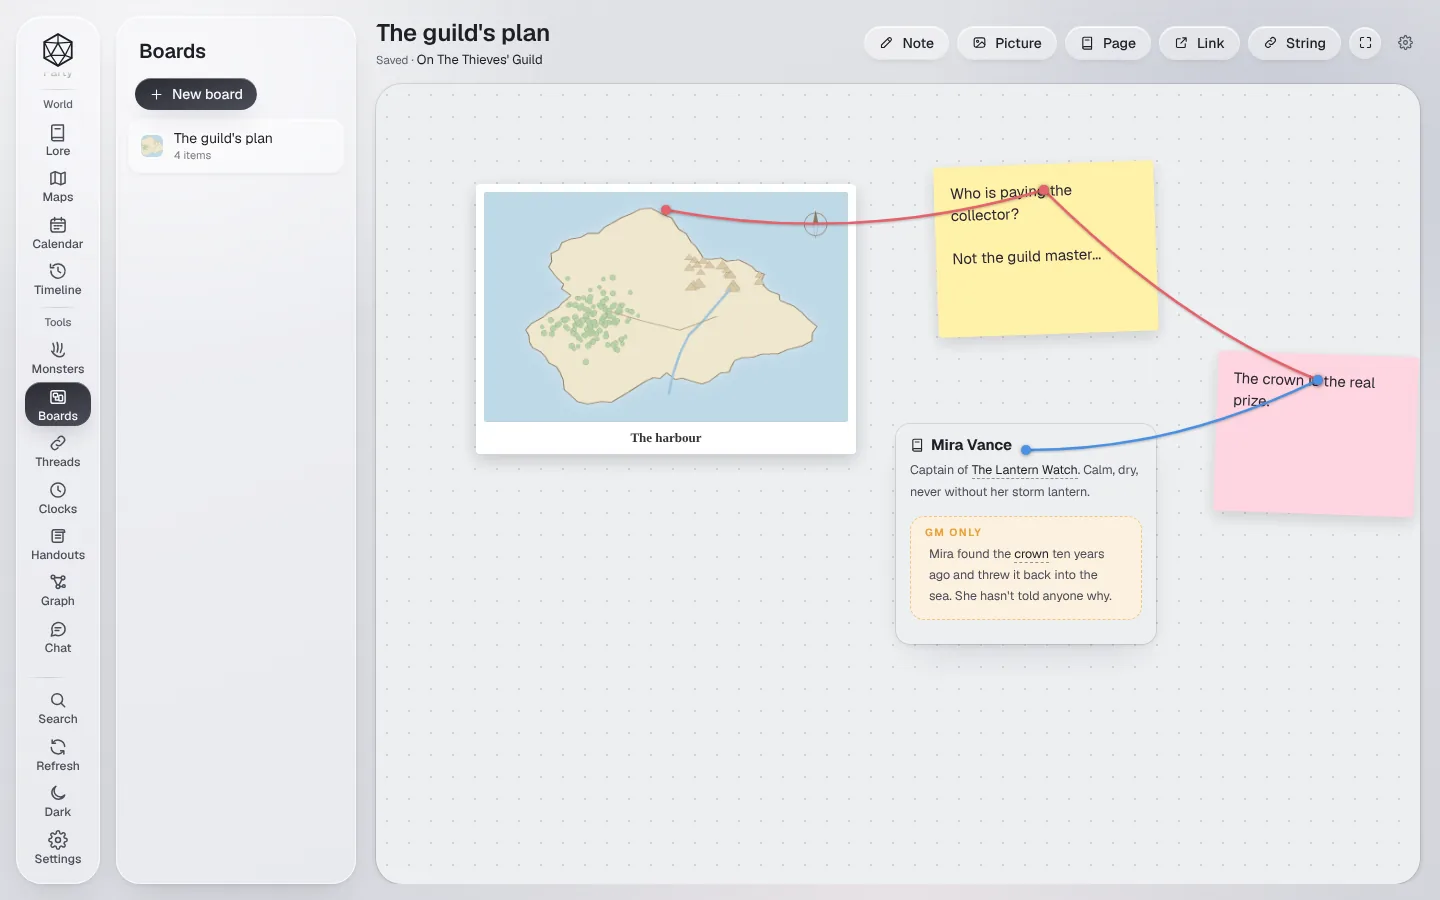 Party
World
Lore
Maps
Calendar
Timeline
Tools
Monsters
Boards
Threads
Clocks
Handouts
Graph
Chat
Search
Refresh
Dark
Settings
Boards
New board
The guild's plan
4 items
The guild's plan
Saved · On The Thieves' Guild
Note
Picture
Page
Link
String
The harbour
Who is paying the
collector?
Not the guild master...
The crown is the real
prize.
Mira Vance
Captain of The Lantern Watch. Calm, dry,
never without her storm lantern.
GM ONLY
Mira found the crown ten years
ago and threw it back into the
sea. She hasn't told anyone why.